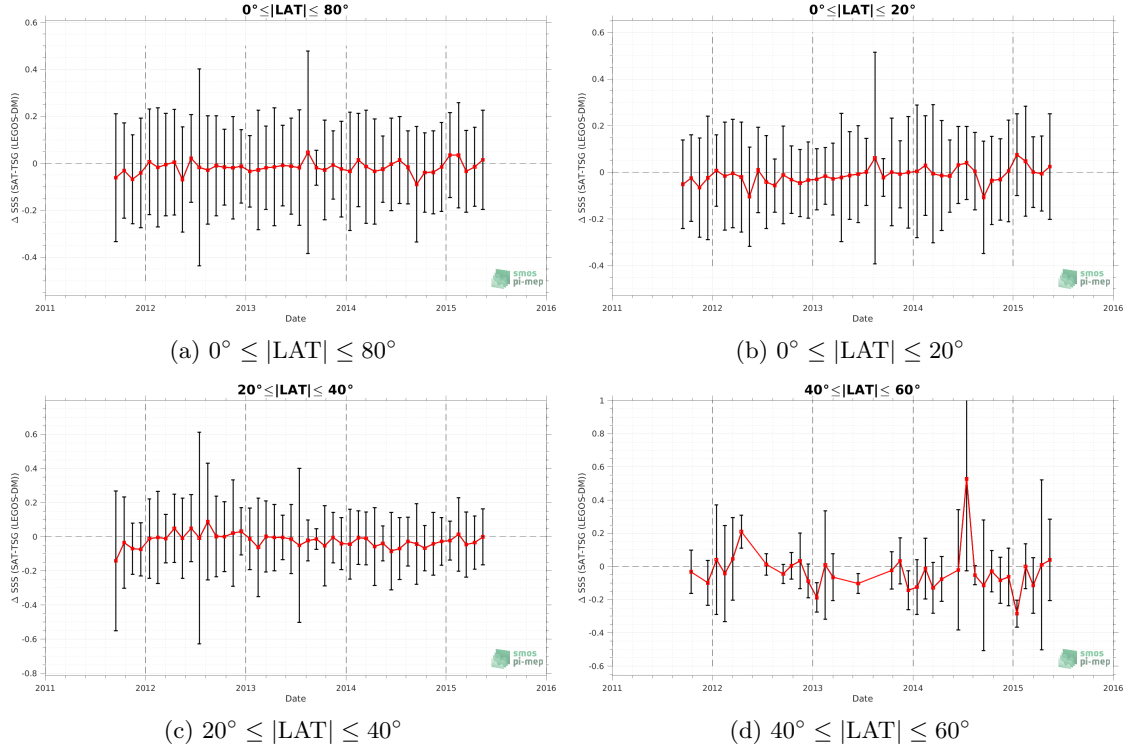 0°≤|LAT|≤ 80°
Δ SSS (SAT-TSG (LEGOS-DM))
0.6
0.4
0.2
0
-0.2
-0.4
2011 2012 2013 2014 2015 2016
Date
smos
pi-mep
(a) 0° ≤ |LAT| ≤ 80°
0°≤|LAT|≤ 20°
Δ SSS (SAT-TSG (LEGOS-DM))
0.6
0.4
0.2
0
-0.2
-0.4
2011 2012 2013 2014 2015 2016
Date
smos
pi-mep
(b) 0° ≤ |LAT| ≤ 20°
20°≤|LAT|≤ 40°
Δ SSS (SAT-TSG (LEGOS-DM))
0.6
0.4
0.2
0
-0.2
-0.4
-0.6
-0.8
2011 2012 2013 2014 2015 2016
Date
smos
pi-mep
(c) 20° ≤ |LAT| ≤ 40°
40°≤|LAT|≤ 60°
Δ SSS (SAT-TSG (LEGOS-DM))
1
0.8
0.6
0.4
0.2
0
-0.2
-0.4
-0.6
2011 2012 2013 2014 2015 2016
Date
smos
pi-mep
(d) 40° ≤ |LAT| ≤ 60°